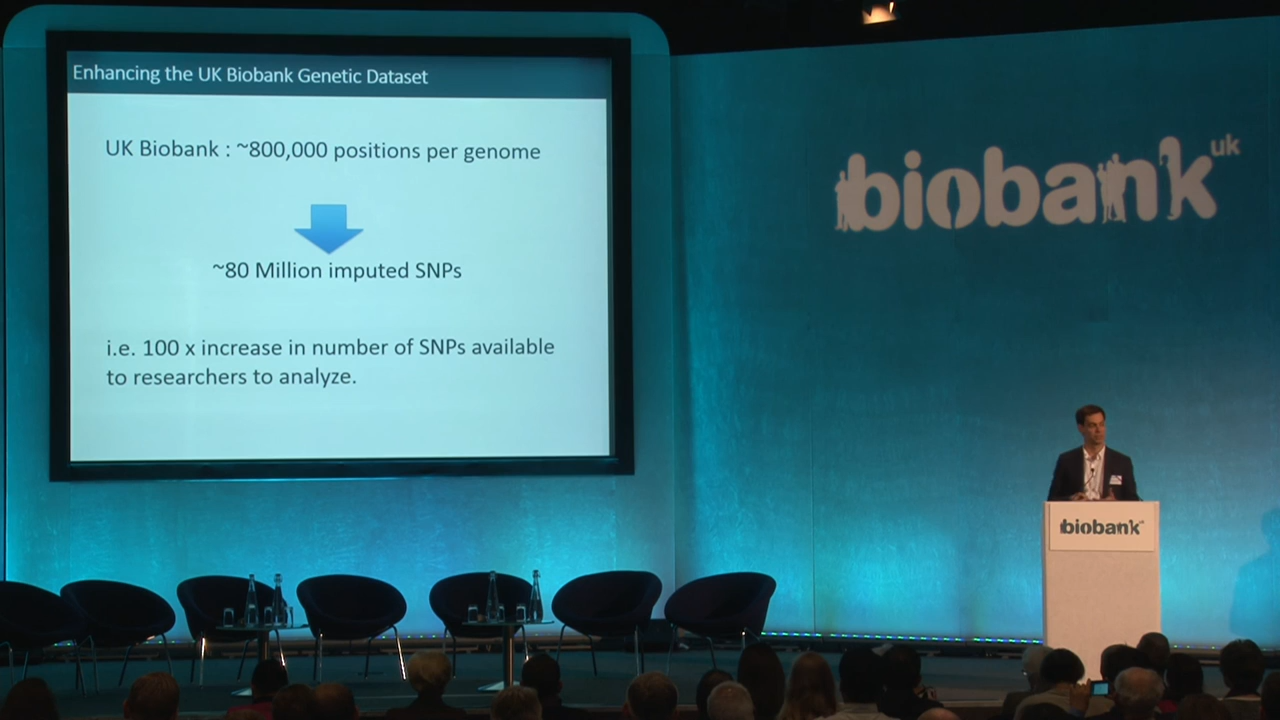 Enhancing the UK Biobank Genetic Dataset
UK Biobank : ~800,000 positions per genome
~80 Million imputed SNPs
i.e. 100 x increase in number of SNPs available
to researchers to analyze.
biobank uk
biobank uk